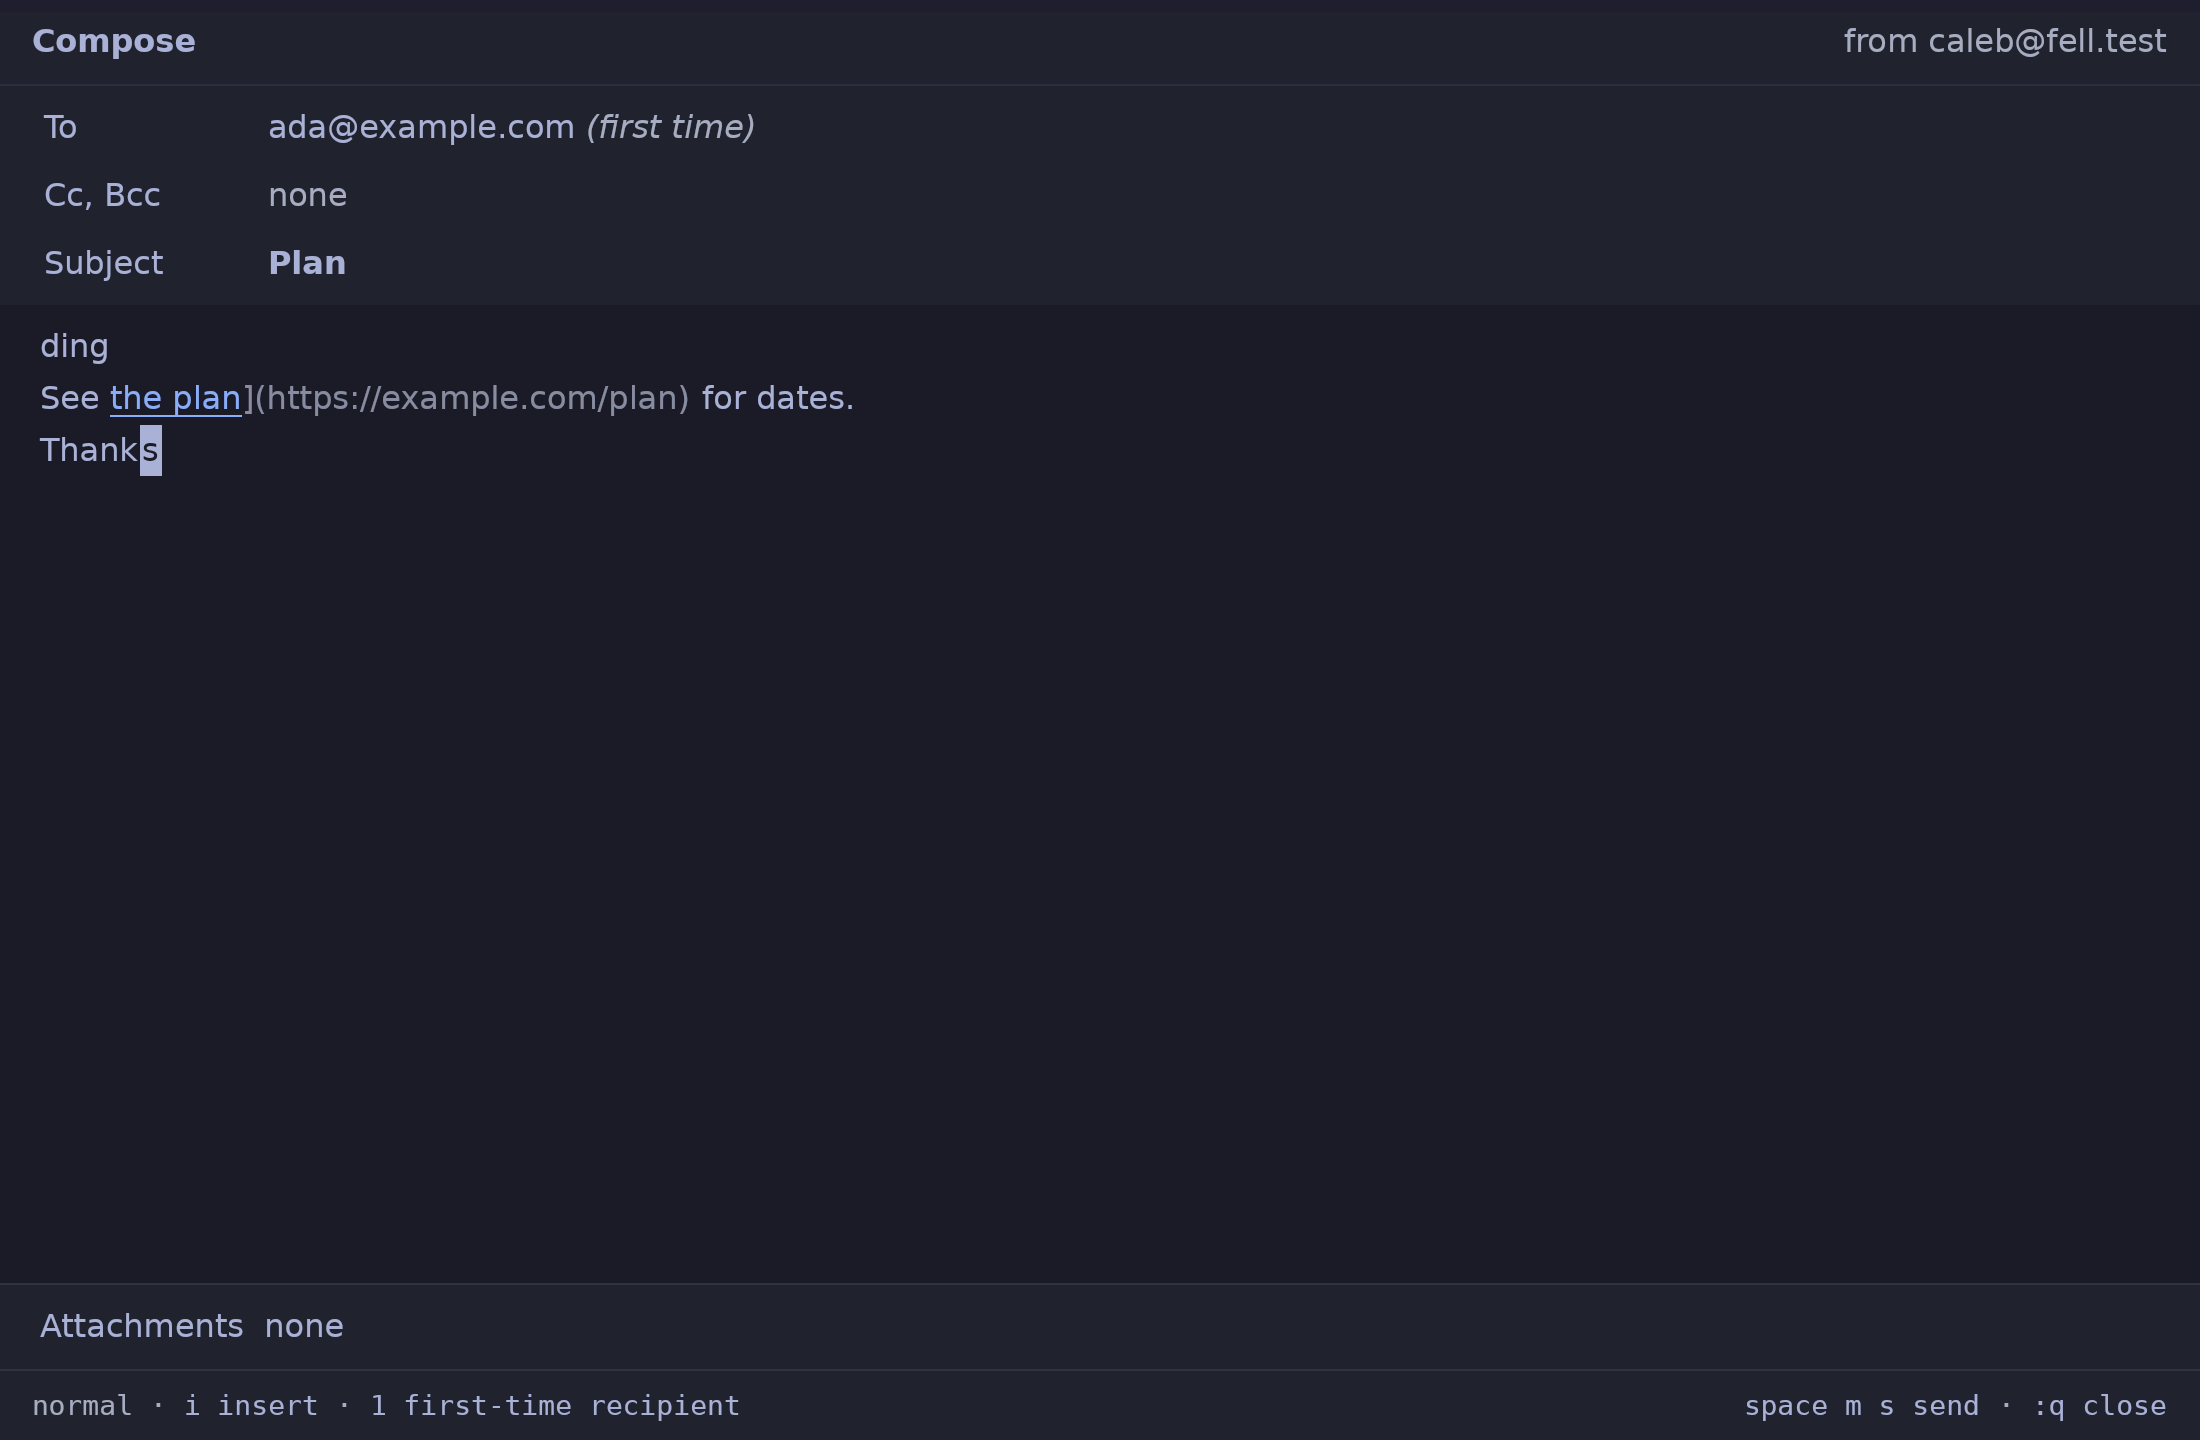 Compose from caleb@fell.test
To ada@example.com (first time)
Cc, Bcc none
Subject Plan
ding
See the plan](https://example.com/plan) for dates.
Thanks
Attachments none
normal · i insert · 1 first-time recipient space m s send · :q close